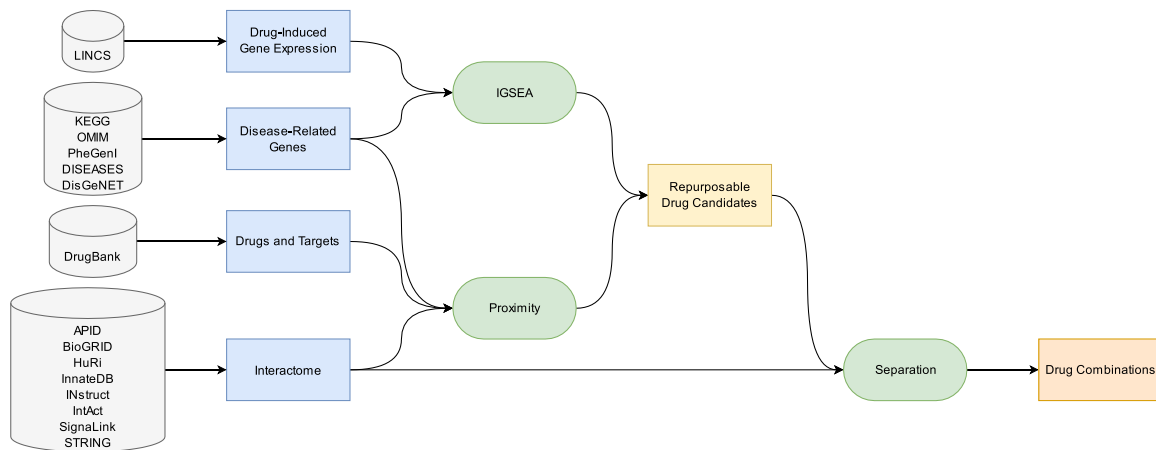 LINCS
Drug-Induced
Gene Expression
IGSEA
KEGG
OMIM
PheGenI
DISEASES
DisGeNET
Disease-Related
Genes
Repurposable
Drug Candidates
DrugBank
Drugs and Targets
Proximity
APID
BioGRID
HuRi
InnateDB
INstruct
IntAct
SignaLink
STRING
Interactome
Separation
Drug Combinations